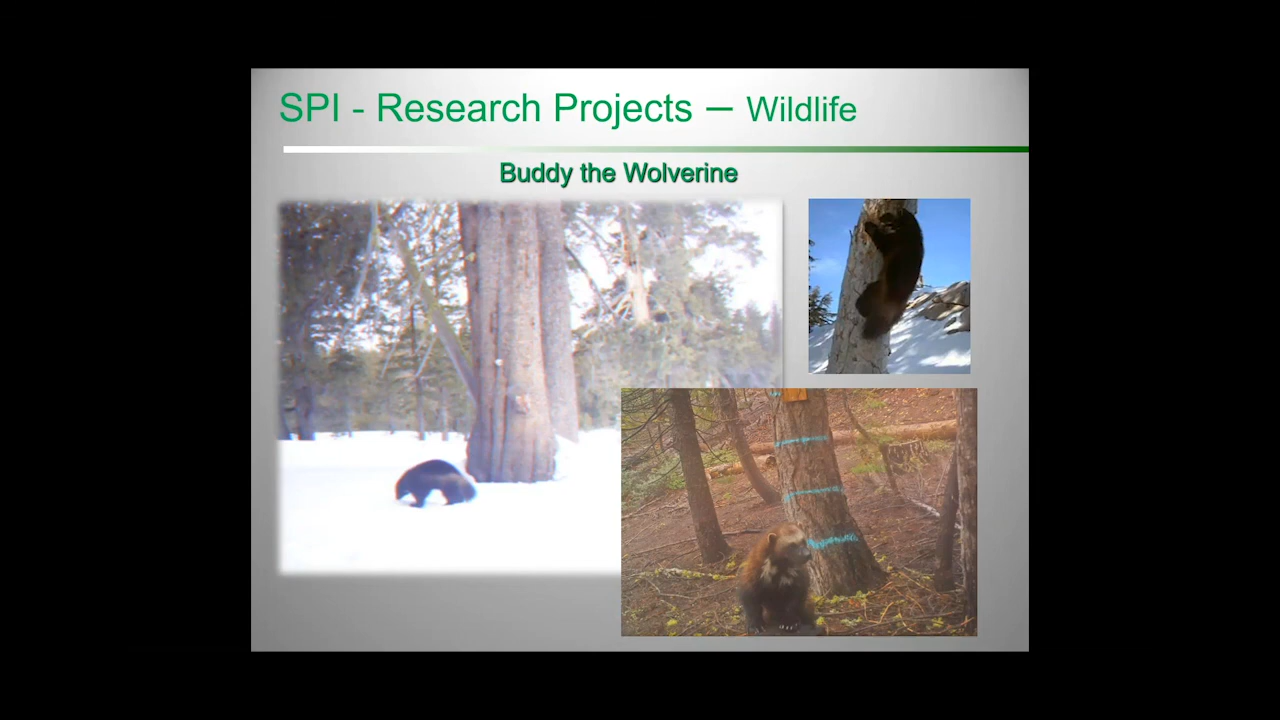 SPI - Research Projects – Wildlife
Buddy the Wolverine